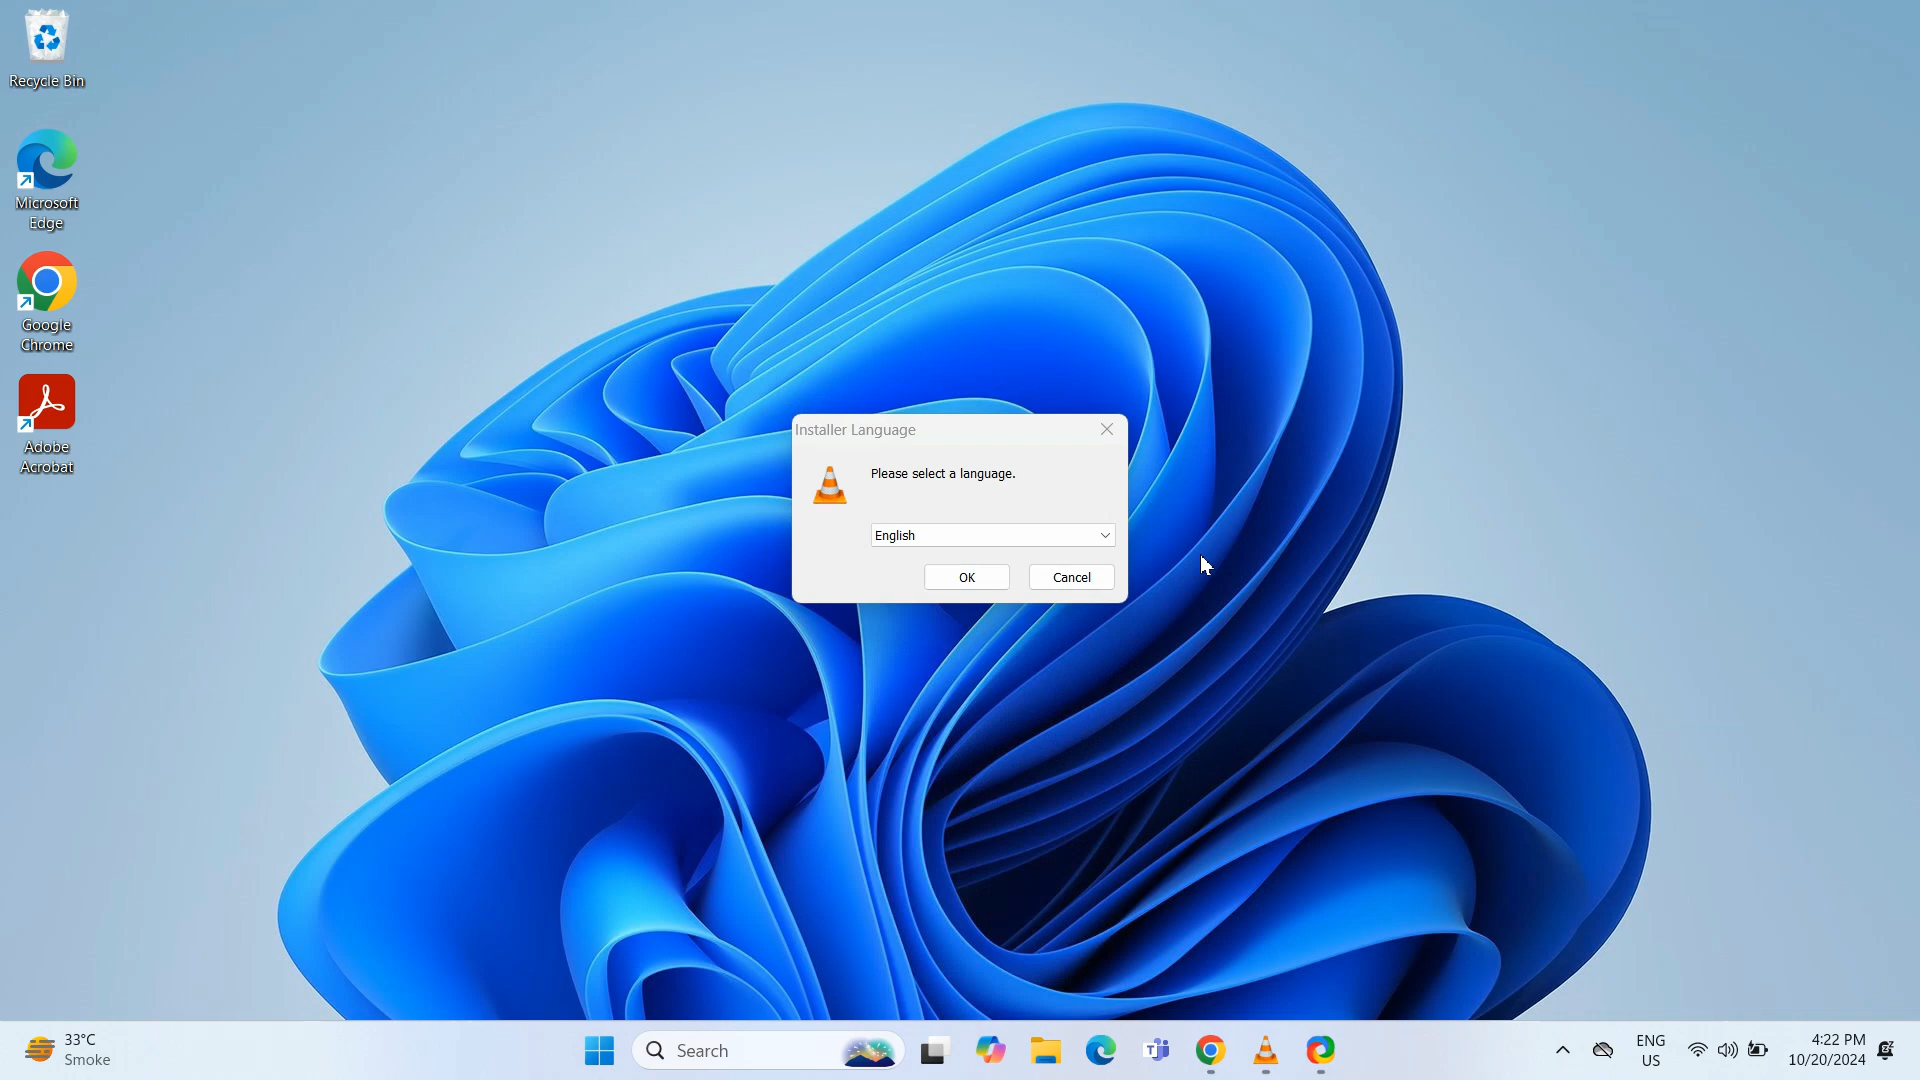 Recycle Bin
Microsoft
Edge
Google
Chrome
Adobe
Acrobat
Installer Language
Please select a language.
English
OK
Cancel
33°C
Smoke
Search
ENG
US
4:22 PM
10/20/2024